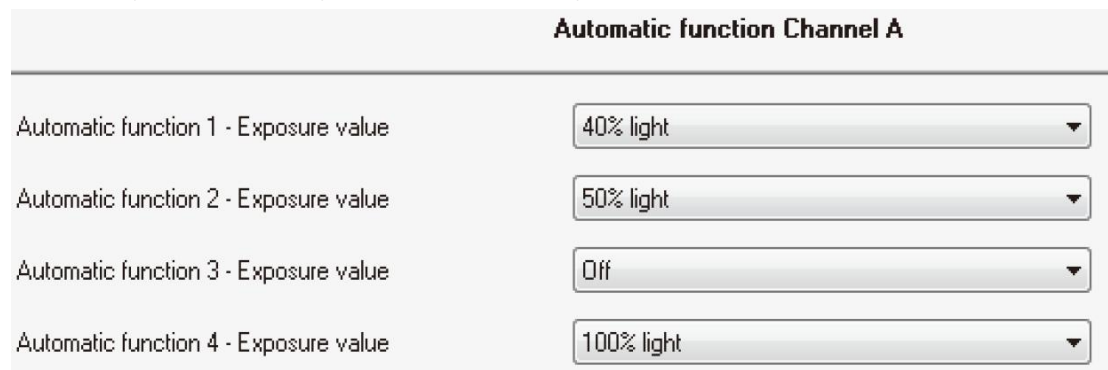 Automatic function Channel A
Automatic function 1 - Exposure value 40% light
Automatic function 2 - Exposure value 50% light
Automatic function 3 - Exposure value Off
Automatic function 4 - Exposure value 100% light